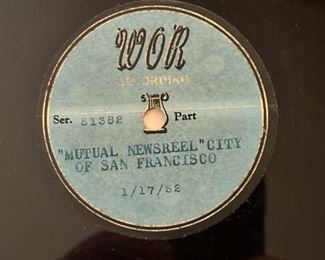 WOR
RECORDING
Ser. 51382 Part
"MUTUAL NEWSREEL" CITY
OF SAN FRANCISCO
1/17/52